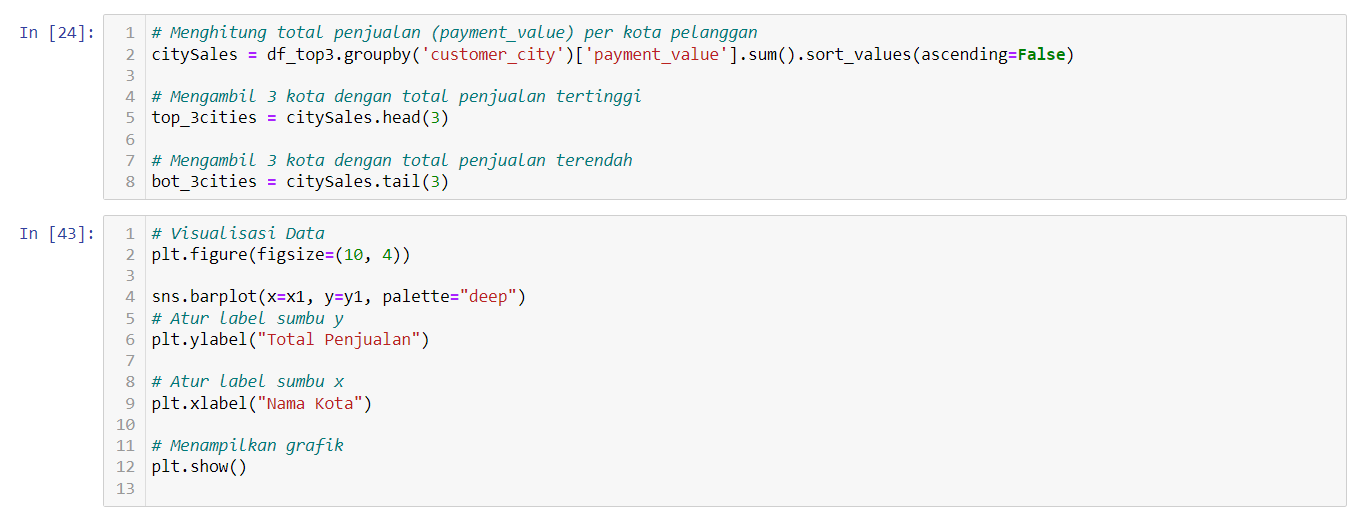 In [24]:
1 # Menghitung total penjualan (payment_value) per kota pelanggan
2 citySales = df_top3.groupby('customer_city')['payment_value'].sum().sort_values(ascending=False)
3
4 # Mengambil 3 kota dengan total penjualan tertinggi
5 top_3cities = citySales.head(3)
6
7 # Mengambil 3 kota dengan total penjualan terendah
8 bot_3cities = citySales.tail(3)
In [43]:
1 # Visualisasi Data
2 plt.figure(figsize=(10, 4))
3
4 sns.barplot(x=x1, y=y1, palette="deep")
5 # Atur label sumbu y
6 plt.ylabel("Total Penjualan")
7
8 # Atur label sumbu x
9 plt.xlabel("Nama Kota")
10
11 # Menampilkan grafik
12 plt.show()
13